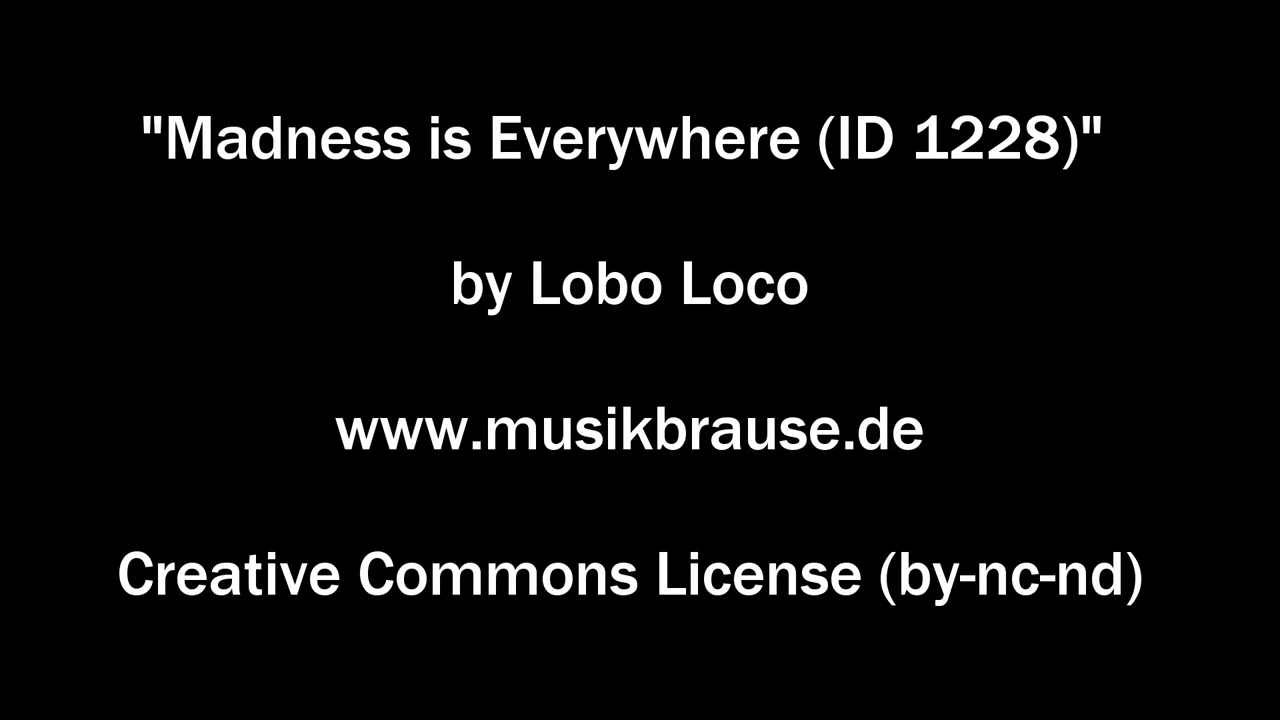 "Madness is Everywhere (ID 1228)"
by Lobo Loco
www.musikbrause.de
Creative Commons License (by-nc-nd)